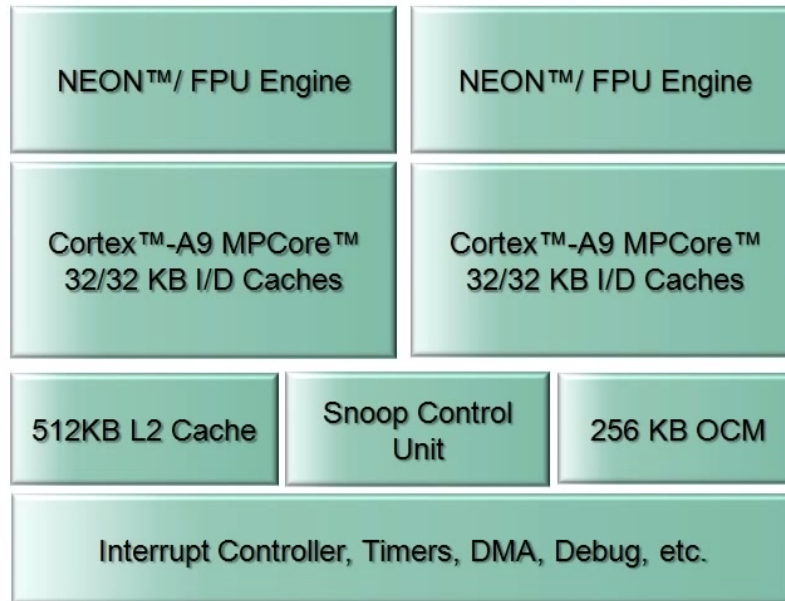 NEON™/ FPU Engine
NEON™/ FPU Engine
Cortex™-A9 MPCore™
32/32 KB I/D Caches
Cortex™-A9 MPCore™
32/32 KB I/D Caches
512KB L2 Cache
Snoop Control
Unit
256 KB OCM
Interrupt Controller, Timers, DMA, Debug, etc.